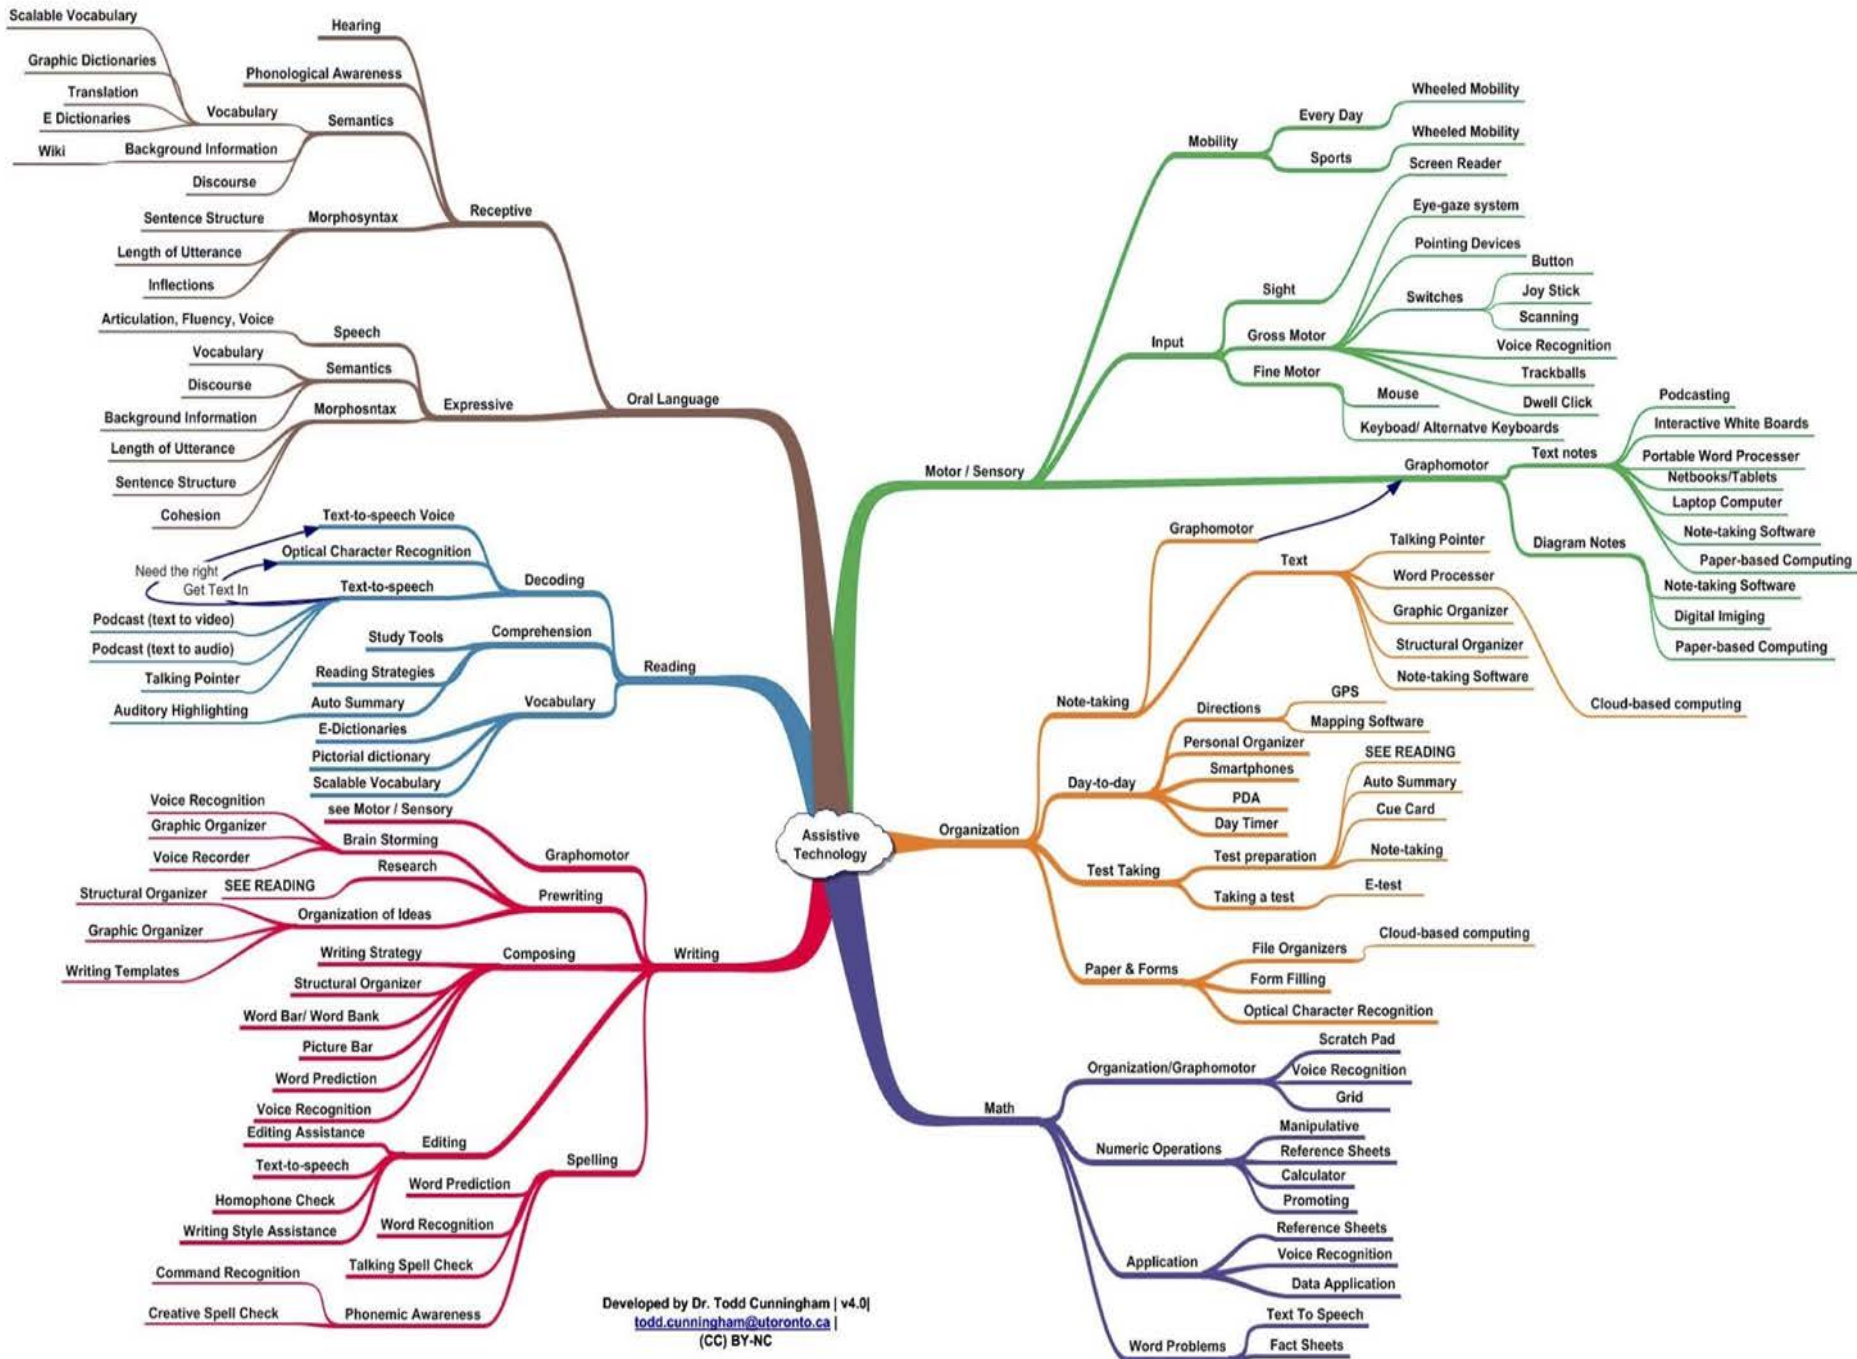 Scalable Vocabulary
Graphic Dictionaries
Translation
E Dictionaries
Vocabulary
Wiki
Background Information
Discourse
Hearing
Phonological Awareness
Semantics
Sentence Structure
Length of Utterance
Inflections
Morphosyntax
Receptive
Articulation, Fluency, Voice
Speech
Vocabulary
Discourse
Background Information
Semantics
Length of Utterance
Sentence Structure
Cohesion
Morphosntax
Expressive
Oral Language
Text-to-speech Voice
Optical Character Recognition
Need the right
Get Text In
Text-to-speech
Podcast (text to video)
Podcast (text to audio)
Talking Pointer
Decoding
Study Tools
Reading Strategies
Auditory Highlighting
Auto Summary
Comprehension
E-Dictionaries
Pictorial dictionary
Scalable Vocabulary
Vocabulary
Reading
see Motor / Sensory
Graphomotor
Voice Recognition
Graphic Organizer
Voice Recorder
Brain Storming
SEE READING
Research
Structural Organizer
Graphic Organizer
Writing Templates
Organization of Ideas
Prewriting
Writing Strategy
Structural Organizer
Word Bar/ Word Bank
Picture Bar
Word Prediction
Voice Recognition
Composing
Editing Assistance
Text-to-speech
Homophone Check
Writing Style Assistance
Editing
Word Prediction
Word Recognition
Talking Spell Check
Command Recognition
Creative Spell Check
Phonemic Awareness
Spelling
Writing
Assistive
Technology
Motor / Sensory
Mobility
Every Day
Wheeled Mobility
Sports
Wheeled Mobility
Input
Sight
Screen Reader
Gross Motor
Eye-gaze system
Pointing Devices
Switches
Button
Joy Stick
Scanning
Voice Recognition
Trackballs
Dwell Click
Fine Motor
Mouse
Keyboad/ Alternatve Keyboards
Graphomotor
Text notes
Podcasting
Interactive White Boards
Portable Word Processer
Netbooks/Tablets
Laptop Computer
Note-taking Software
Paper-based Computing
Diagram Notes
Note-taking Software
Digital Imiging
Paper-based Computing
Organization
Note-taking
Graphomotor
Text
Talking Pointer
Word Processer
Cloud-based computing
Graphic Organizer
Structural Organizer
Note-taking Software
Day-to-day
Directions
GPS
Mapping Software
Personal Organizer
Smartphones
PDA
Day Timer
Test Taking
Test preparation
SEE READING
Auto Summary
Cue Card
Note-taking
Taking a test
E-test
Paper & Forms
File Organizers
Cloud-based computing
Form Filling
Optical Character Recognition
Math
Organization/Graphomotor
Scratch Pad
Voice Recognition
Grid
Numeric Operations
Manipulative
Reference Sheets
Calculator
Promoting
Application
Reference Sheets
Voice Recognition
Data Application
Word Problems
Text To Speech
Fact Sheets
Developed by Dr. Todd Cunningham | v4.0|
todd.cunningham@utoronto.ca |
(CC) BY-NC